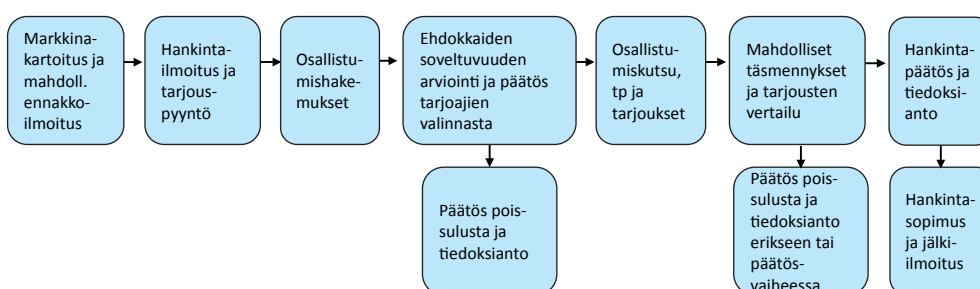 Markkina-
kartoitus ja
mahdoll.
ennakko-
ilmoitus
Hankinta-
ilmoitus ja
tarjous-
pyyntö
Osallistu-
mishake-
mukset
Ehdokkaiden
soveltuvuuden
arviointi ja päätös
tarjoajien
valinnasta
Osallistu-
miskutsu,
tp ja
tarjoukset
Mahdolliset
täsmennykset
ja tarjousten
vertailu
Hankinta-
päätös ja
tiedoksi-
anto
Päätös pois-
sulusta ja
tiedoksianto
Päätös pois-
sulusta ja
tiedoksianto
erikseen tai
päätös-
vaiheessa
Hankinta-
sopimus
ja jälki-
ilmoitus